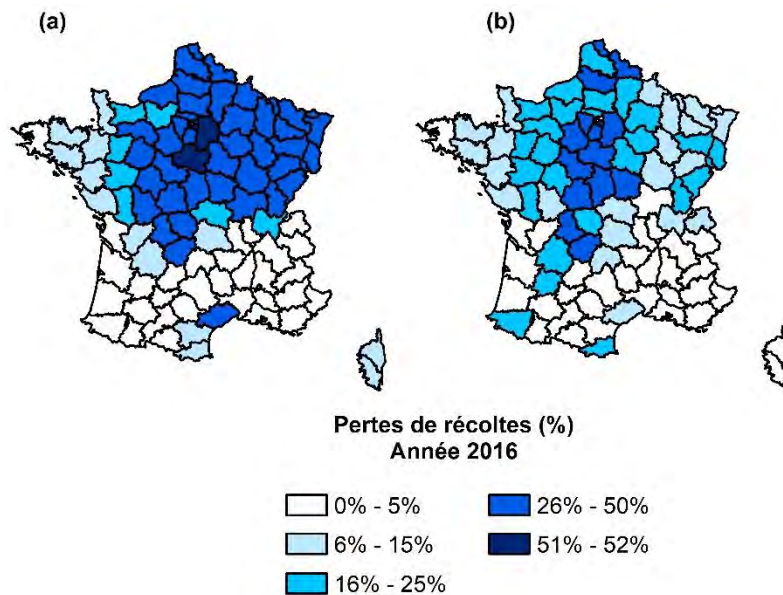 (a)
(b)
Pertes de récoltes (%)
Année 2016
0% - 5%
26% - 50%
6% - 15%
51% - 52%
16% - 25%